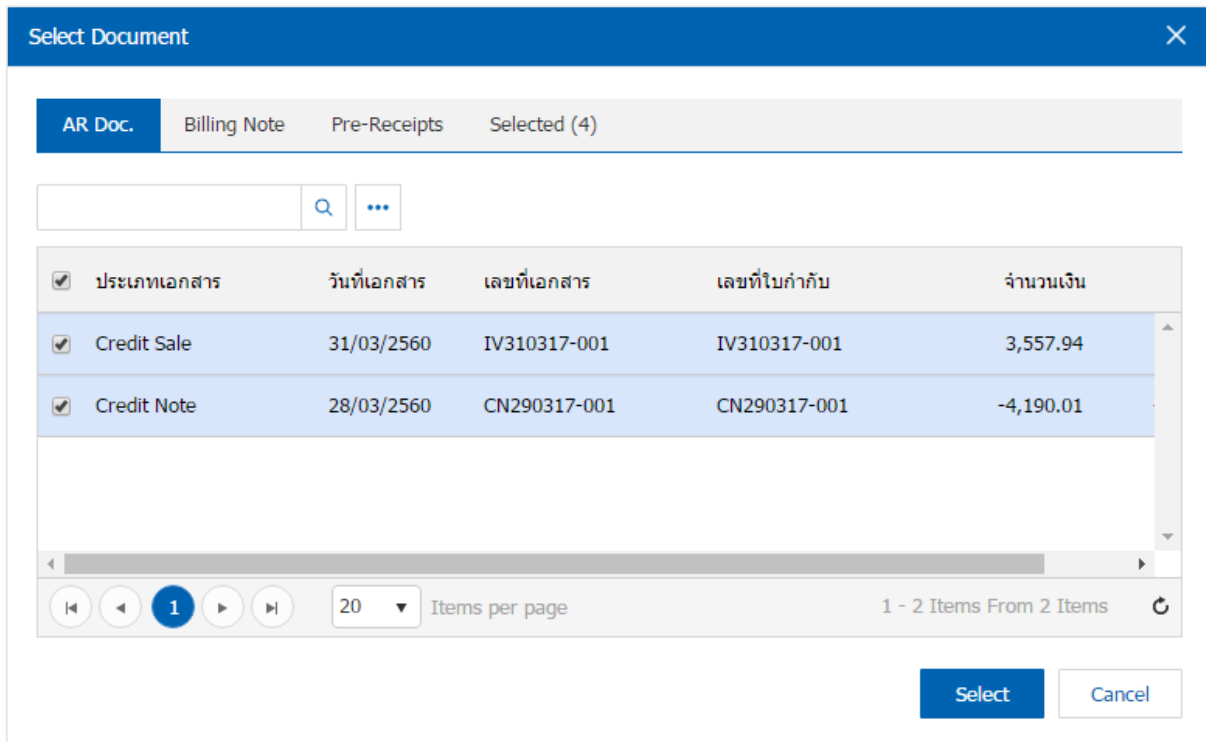 Select Document
AR Doc. Billing Note Pre-Receipts Selected (4)
ประเภทเอกสาร วันที่เอกสาร เลขที่เอกสาร เลขที่ใบกำกับ จำนวนเงิน
Credit Sale 31/03/2560 IV310317-001 IV310317-001 3,557.94
Credit Note 28/03/2560 CN290317-001 CN290317-001 -4,190.01
1 20 Items per page 1 - 2 Items From 2 Items
Select Cancel